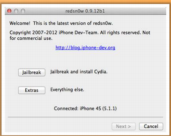 redsn0w 0.9.12b1
Welcome! This is the latest version of redsn0w.
Copyright 2007-2012 iPhone Dev-Team. All rights reserved. Not
for commercial use.
http://blog.iphone-dev.org
Jailbreak Jailbreak and install Cydia.
Extras Everything else.
Connected: iPhone 4S (5.1.1)
Next > Cancel